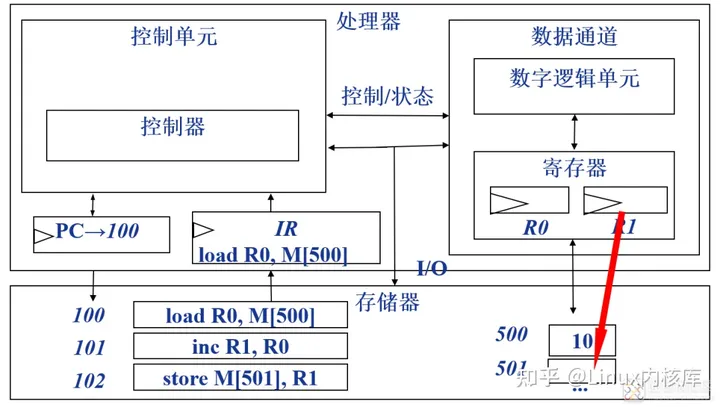 处理器
控制单元
控制器
控制/状态
数据通道
数字逻辑单元
寄存器
R0
R1
PC→100
IR
load R0, M[500]
I/O
存储器
100
load R0, M[500]
101
inc R1, R0
102
store M[501], R1
500
10
501
...
知乎 @Linux内核库